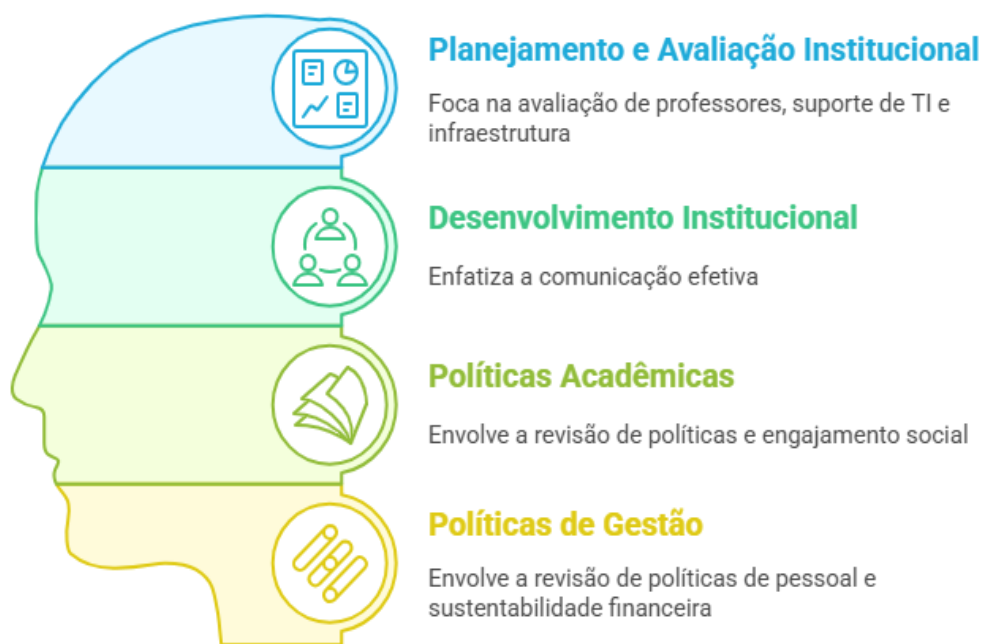 Planejamento e Avaliação Institucional
Foca na avaliação de professores, suporte de TI e
infraestrutura
Desenvolvimento Institucional
Enfatiza a comunicação efetiva
Políticas Acadêmicas
Envolve a revisão de políticas e engajamento social
Políticas de Gestão
Envolve a revisão de políticas de pessoal e
sustentabilidade financeira